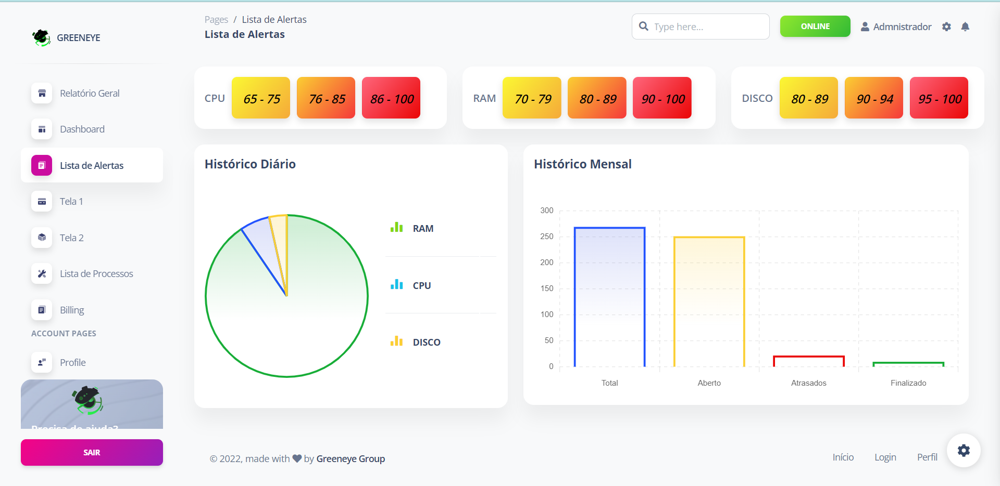 GREENEYE
Relatório Geral
Dashboard
Lista de Alertas
Tela 1
Tela 2
Lista de Processos
Billing
ACCOUNT PAGES
Profile
Precisa de ajuda?
SAIR
Pages / Lista de Alertas
Lista de Alertas
Type here...
ONLINE
Admnistrador
CPU 65 - 75 76 - 85 86 - 100
RAM 70 - 79 80 - 89 90 - 100
DISCO 80 - 89 90 - 94 95 - 100
Histórico Diário
RAM
CPU
DISCO
Histórico Mensal
300
250
200
150
100
50
0
Total Aberto Atrasados Finalizado
© 2022, made with by Greeneye Group
Início Login Perfil